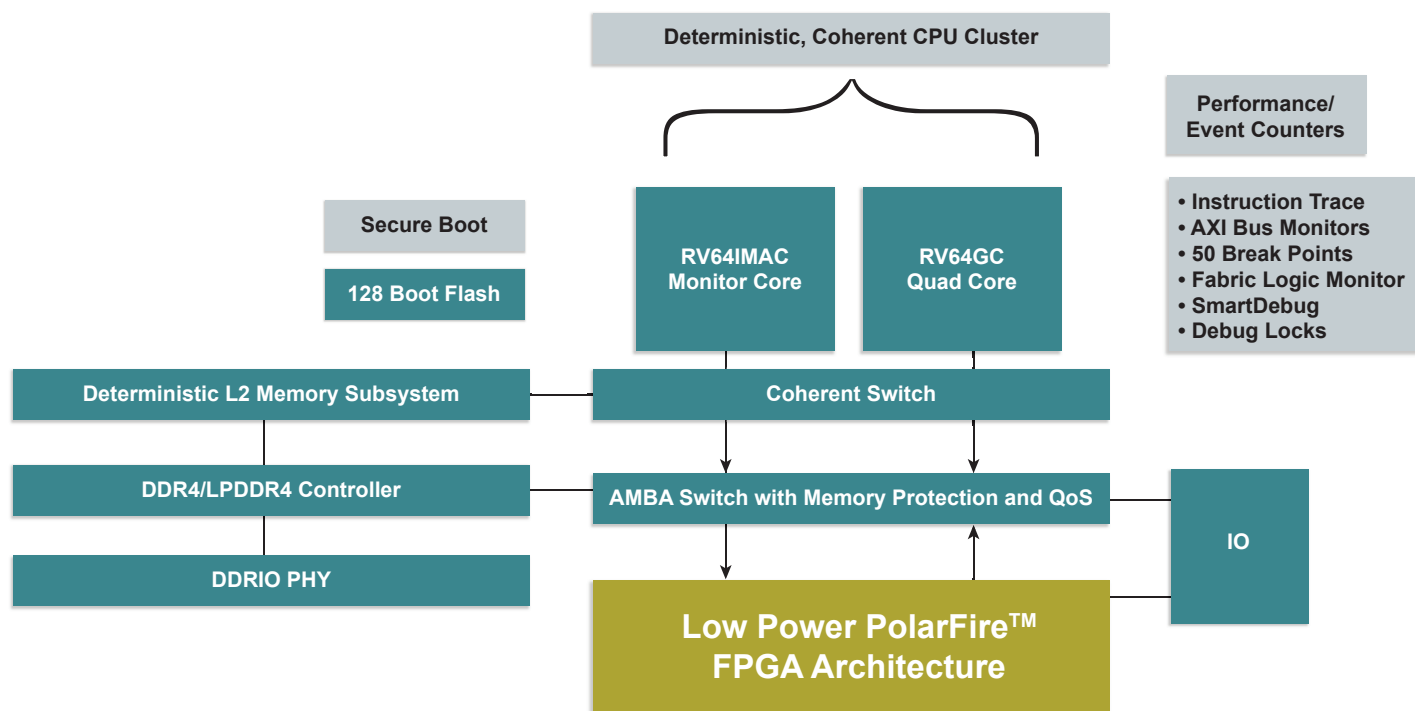 Deterministic, Coherent CPU Cluster
Performance/
Event Counters
• Instruction Trace
• AXI Bus Monitors
• 50 Break Points
• Fabric Logic Monitor
• SmartDebug
• Debug Locks
Secure Boot
128 Boot Flash
RV64IMAC
Monitor Core
RV64GC
Quad Core
Deterministic L2 Memory Subsystem
Coherent Switch
DDR4/LPDDR4 Controller
AMBA Switch with Memory Protection and QoS
IO
DDRIO PHY
Low Power PolarFire™
FPGA Architecture